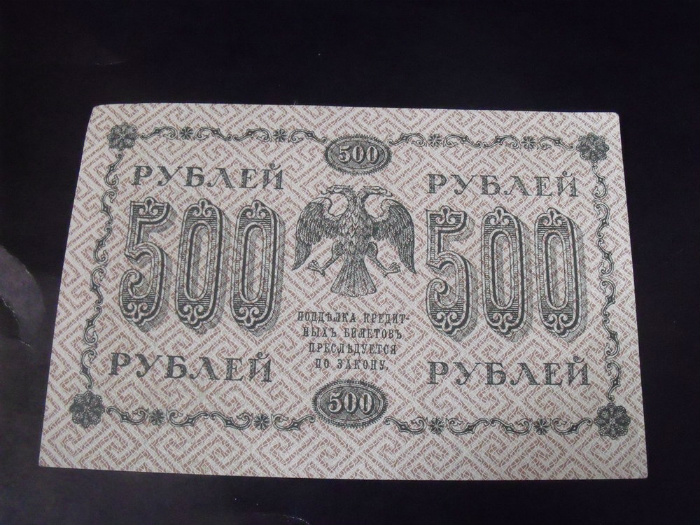 500
РУБЛЕЙ
РУБЛЕЙ
500
500
ПОДДѢЛКА КРЕДИТ-
НЫХЪ БИЛЕТОВЪ
ПРЕСЛѢДУЕТСЯ
ПО ЗАКОНУ.
РУБЛЕЙ
РУБЛЕЙ
500